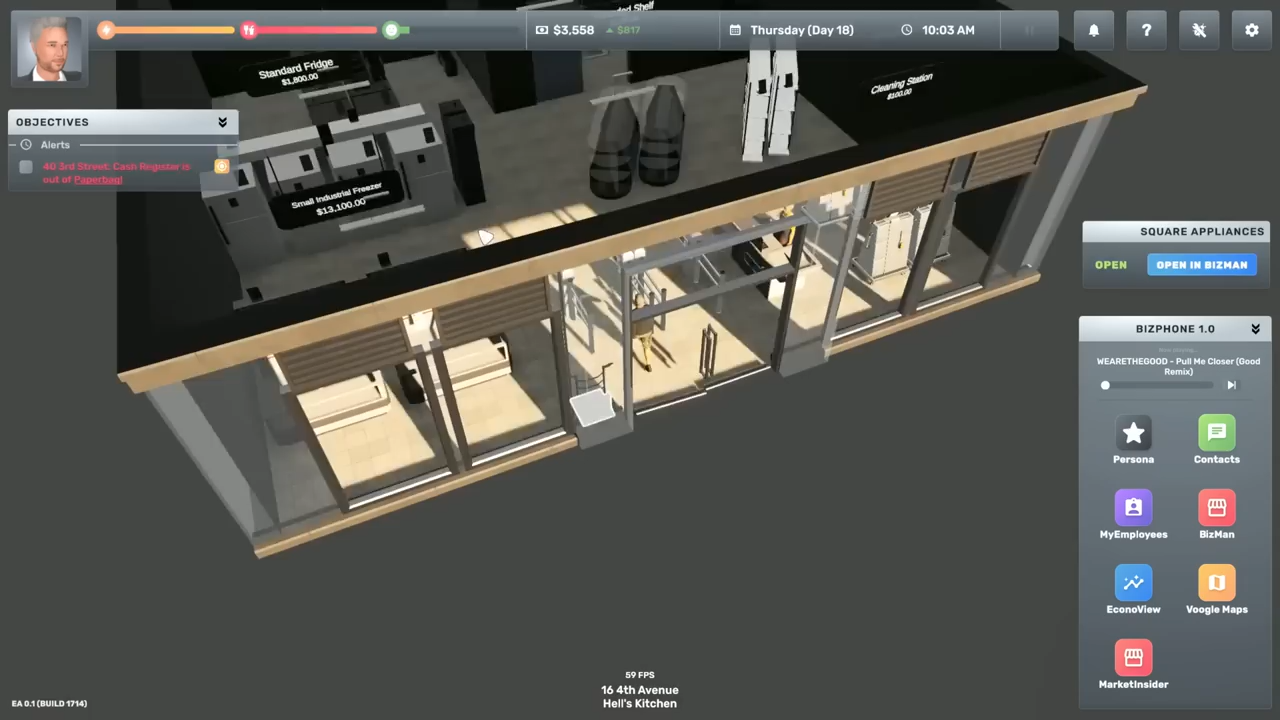 $3,558
$817
Thursday (Day 18)
10:03 AM
Shelf
Standard Fridge
$1,800.00
Cleaning Station
$100.00
OBJECTIVES
Alerts
40 3rd Street: Cash Register is
out of Paperbag!
Small Industrial Freezer
$13,100.00
SQUARE APPLIANCES
OPEN
OPEN IN BIZMAN
BIZPHONE 1.0
WEARETHEGOOD - Pull Me Closer (Good
Remix)
Persona
Contacts
MyEmployees
BizMan
EconoView
Voogle Maps
MarketInsider
59 FPS
16 4th Avenue
Hell's Kitchen
EA 0.1 (BUILD 1714)